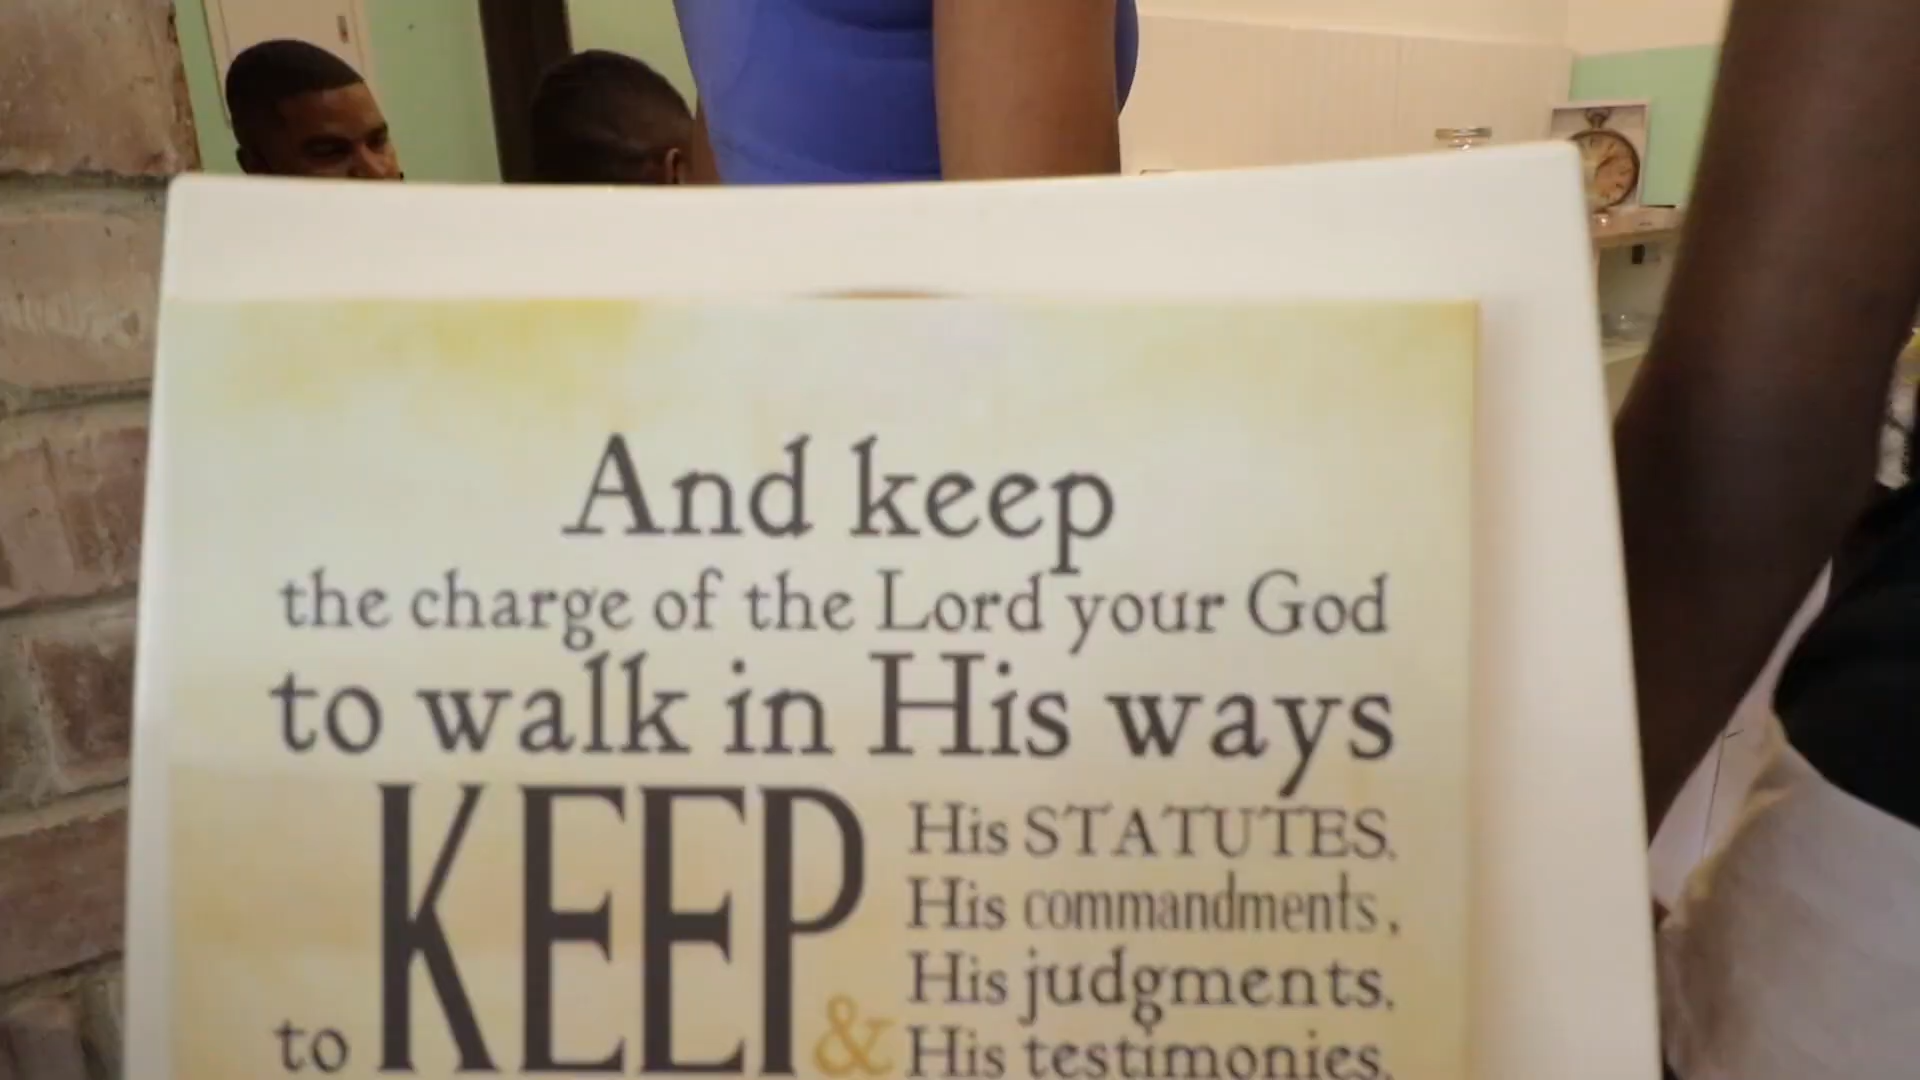 And keep
the charge of the Lord your God
to walk in His ways
to KEEP
His STATUTES,
His commandments,
His judgments,
& His testimonies,